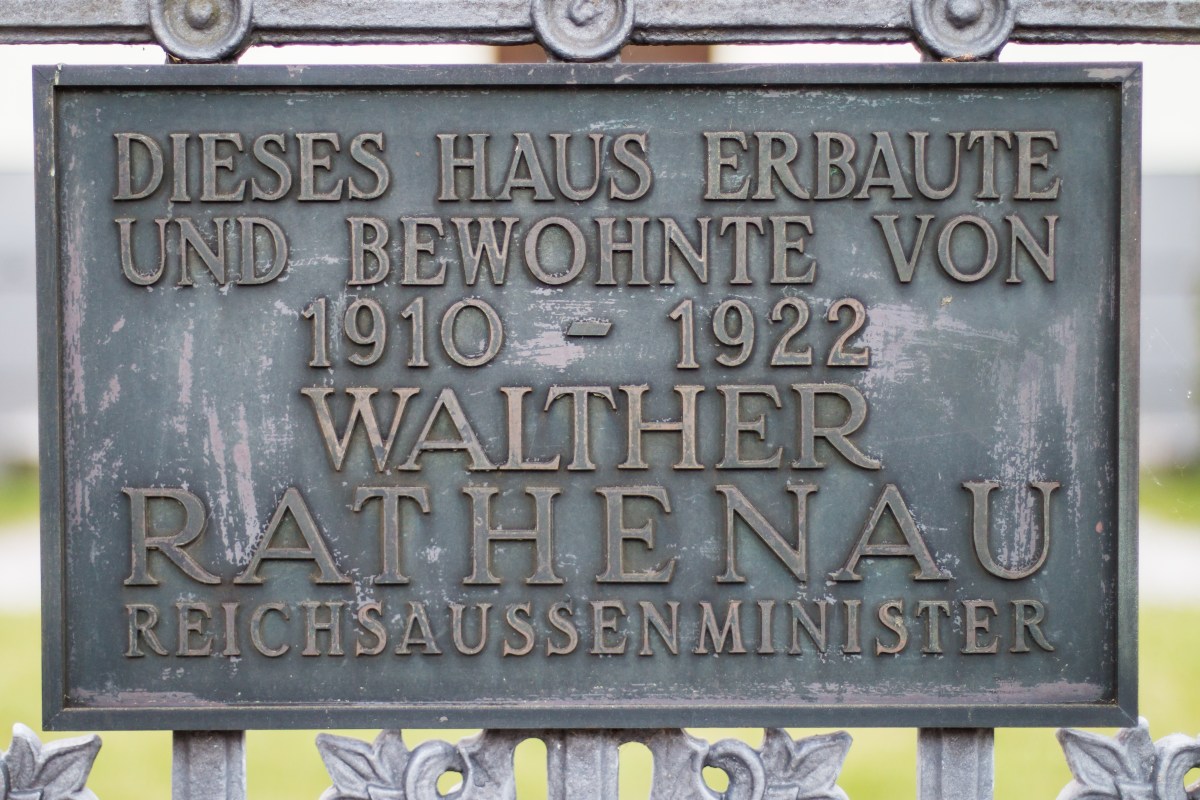 DIESES HAUS ERBAUTE
UND BEWOHNTE VON
1910 - 1922
WALTHER
RATHENAU
REICHSAUSSENMINISTER